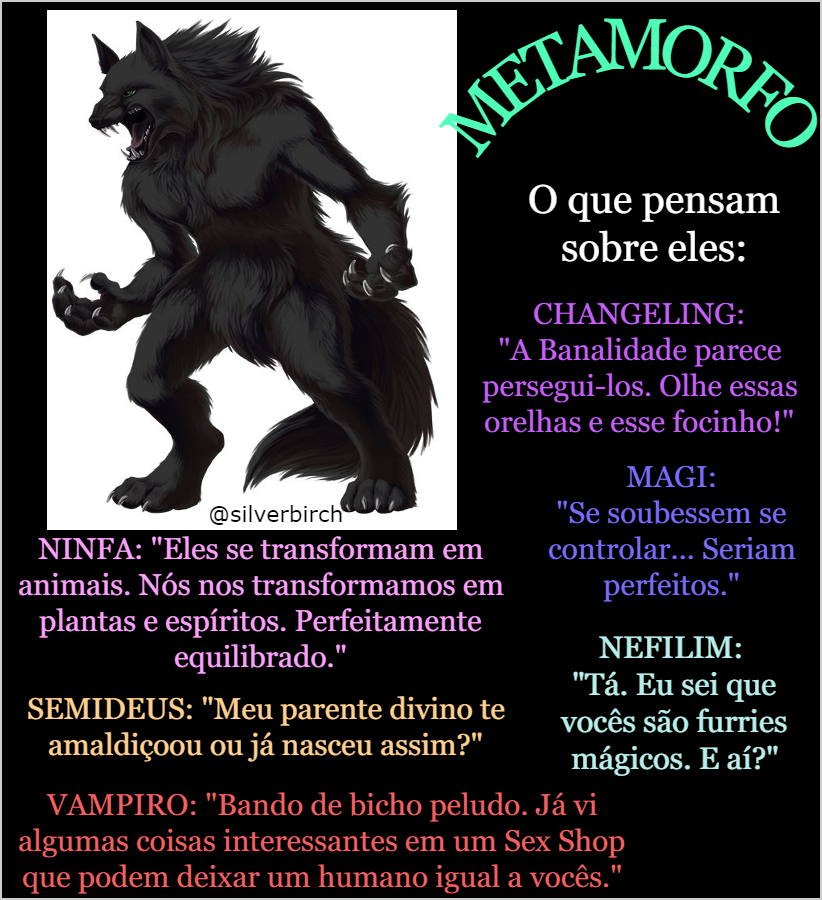 METAMORFO
O que pensam
sobre eles:
CHANGELING:
"A Banalidade parece
persegui-los. Olhe essas
orelhas e esse focinho!"
MAGI:
"Se soubessem se
controlar... Seriam
perfeitos."
NEFILIM:
"Tá. Eu sei que
vocês são furries
mágicos. E aí?"
@silverbirch
NINFA: "Eles se transformam em
animais. Nós nos transformamos em
plantas e espíritos. Perfeitamente
equilibrado."
SEMIDEUS: "Meu parente divino te
amaldiçoou ou já nasceu assim?"
VAMPIRO: "Bando de bicho peludo. Já vi
algumas coisas interessantes em um Sex Shop
que podem deixar um humano igual a vocês."